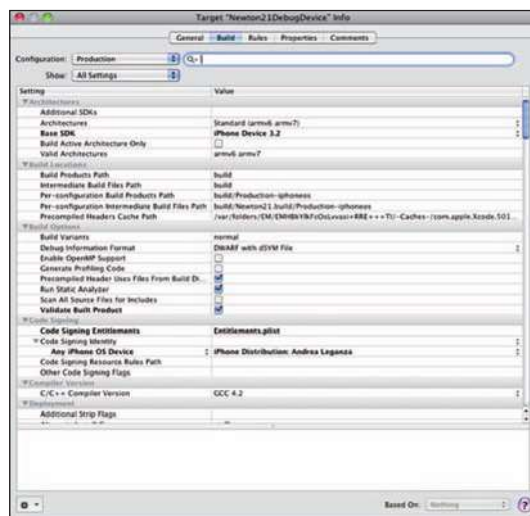 Target "Newton21DebugDevice" Info
General Build Rules Properties Comments
Configuration: Production
Show: All Settings
Setting Value
Architectures
Additional SDKs
Architectures Standard (armv6 armv7)
Base SDK iPhone Device 3.2
Build Active Architecture Only
Valid Architectures armv6 armv7
Build Locations
Build Products Path build
Intermediate Build Files Path build
Per-configuration Build Products Path build/Production-iphoneos
Per-configuration Intermediate Build Files Path build/Newton21.build/Production-iphoneos
Precompiled Headers Cache Path
Build Options
Build Variants normal
Debug Information Format DWARF with dSYM File
Enable OpenMP Support
Generate Profiling Code
Precompiled Header Uses Files From Build Di...
Run Static Analyzer
Scan All Source Files for Includes
Validate Built Product
Code Signing
Code Signing Entitlements Entitlements.plist
Code Signing Identity
Any iPhone OS Device iPhone Distribution: Andrea Leganza
Code Signing Resource Rules Path
Other Code Signing Flags
Compiler Version
C/C++ Compiler Version GCC 4.2
Deployment
Additional Strip Flags
Based On: Nothing